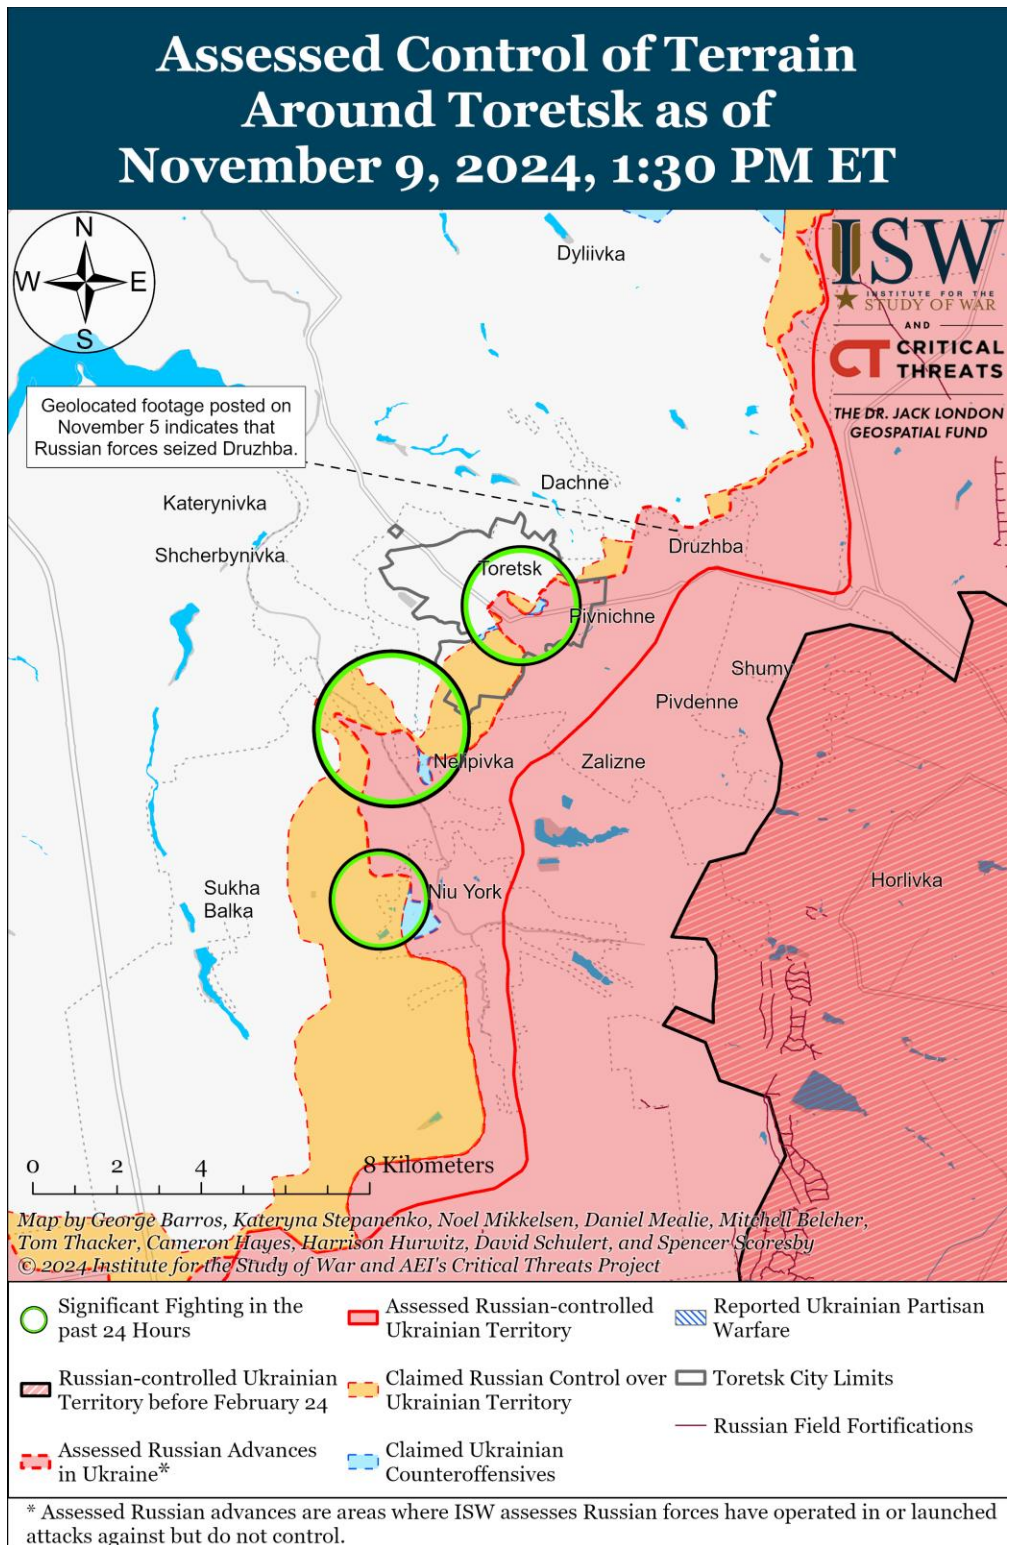 Assessed Control of Terrain
Around Toretsk as of
November 9, 2024, 1:30 PM ET
N
W
E
S
Dyliivka
ISW
INSTITUTE FOR THE
STUDY OF WAR
AND
CT CRITICAL
THREATS
THE DR. JACK LONDON
GEOSPATIAL FUND
Geolocated footage posted on
November 5 indicates that
Russian forces seized Druzhba.
Dachne
Katerynivka
Druzhba
Shcherbynivka
Toretsk
Pivnichne
Shumy
Pivdenne
Nelipivka
Zalizne
Horlivka
Sukha
Balka
Niu York
0 2 4 8 Kilometers
Map by George Barros, Kateryna Stepanenko, Noel Mikkelsen, Daniel Mealie, Mitchell Belcher,
Tom Thacker, Cameron Hayes, Harrison Hurwitz, David Schulert, and Spencer Scoresby
© 2024 Institute for the Study of War and AEI's Critical Threats Project
Significant Fighting in the
past 24 Hours
Russian-controlled Ukrainian
Territory before February 24
Assessed Russian Advances
in Ukraine*
Assessed Russian-controlled
Ukrainian Territory
Claimed Russian Control over
Ukrainian Territory
Claimed Ukrainian
Counteroffensives
Reported Ukrainian Partisan
Warfare
Toretsk City Limits
Russian Field Fortifications
* Assessed Russian advances are areas where ISW assesses Russian forces have operated in or launched
attacks against but do not control.